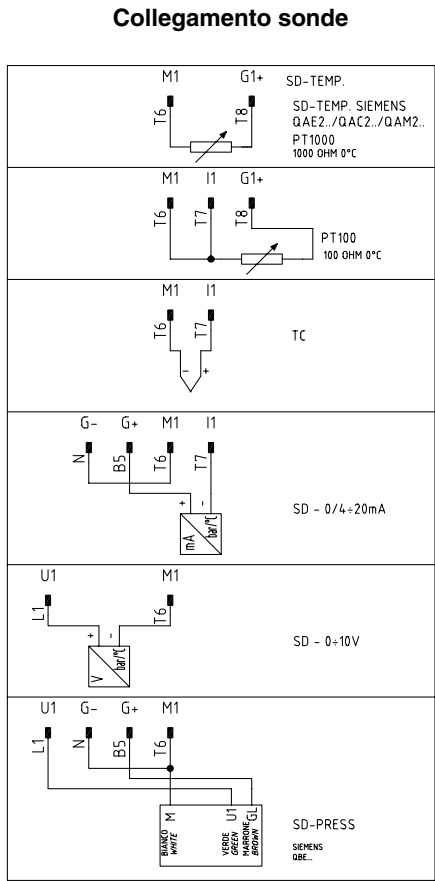 Collegamento sonde
M1 G1+ SD-TEMP.
T6 T8 SD-TEMP. SIEMENS
QAE2../QAC2../QAM2..
PT1000
1000 OHM 0°C
M1 I1 G1+
T6 T7 T8
PT100
100 OHM 0°C
M1 I1
T6 T7
TC
- +
G- G+ M1 I1
N B5 T6 T7
+ -
mA bar/°C
SD - 0/4÷20mA
U1 M1
L1 T6
+ -
V bar/°C
SD - 0÷10V
U1 G- G+ M1
L1 N B5 T6
M U1 GL
BIANCO
WHITE
VERDE
GREEN
MARRONE
BROWN
SD-PRESS
SIEMENS
QBE...